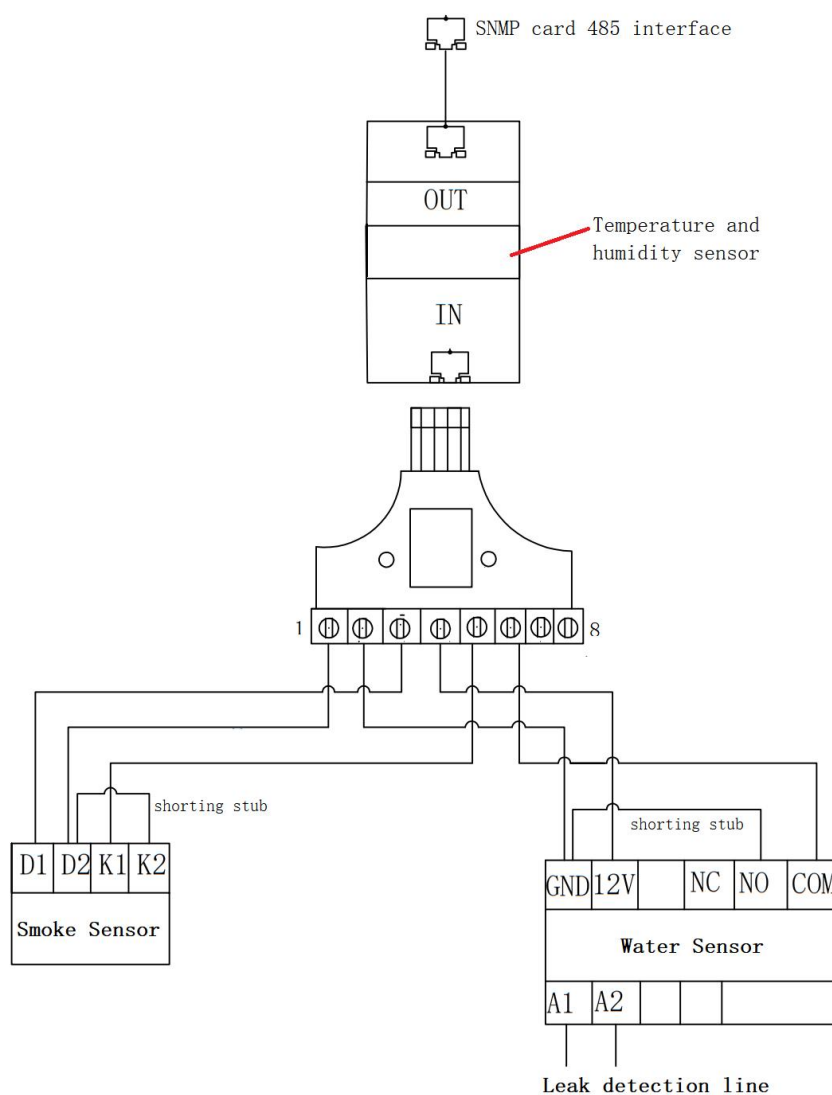 SNMP card 485 interface
OUT
Temperature and
humidity sensor
IN
1
8
shorting stub
shorting stub
D1 D2 K1 K2
GND 12V NC NO COM
Smoke Sensor
Water Sensor
A1 A2
Leak detection line